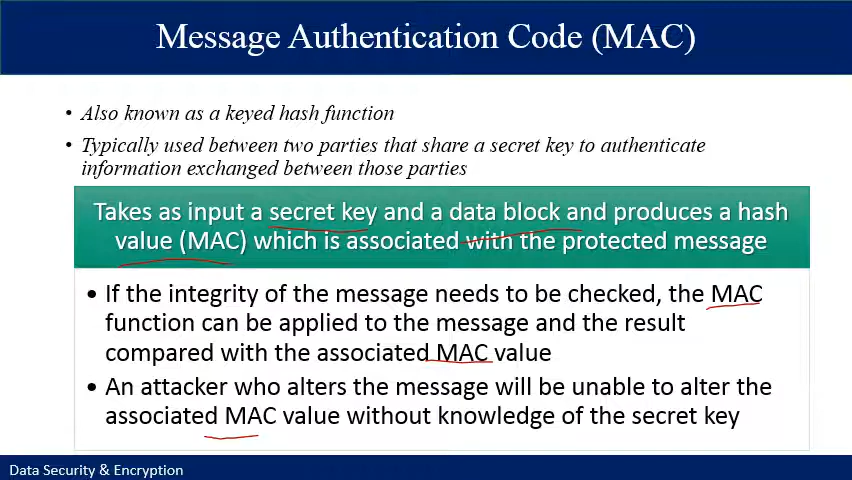 Message Authentication Code (MAC)
• Also known as a keyed hash function
• Typically used between two parties that share a secret key to authenticate
information exchanged between those parties
Takes as input a secret key and a data block and produces a hash
value (MAC) which is associated with the protected message
• If the integrity of the message needs to be checked, the MAC
function can be applied to the message and the result
compared with the associated MAC value
• An attacker who alters the message will be unable to alter the
associated MAC value without knowledge of the secret key
Data Security & Encryption